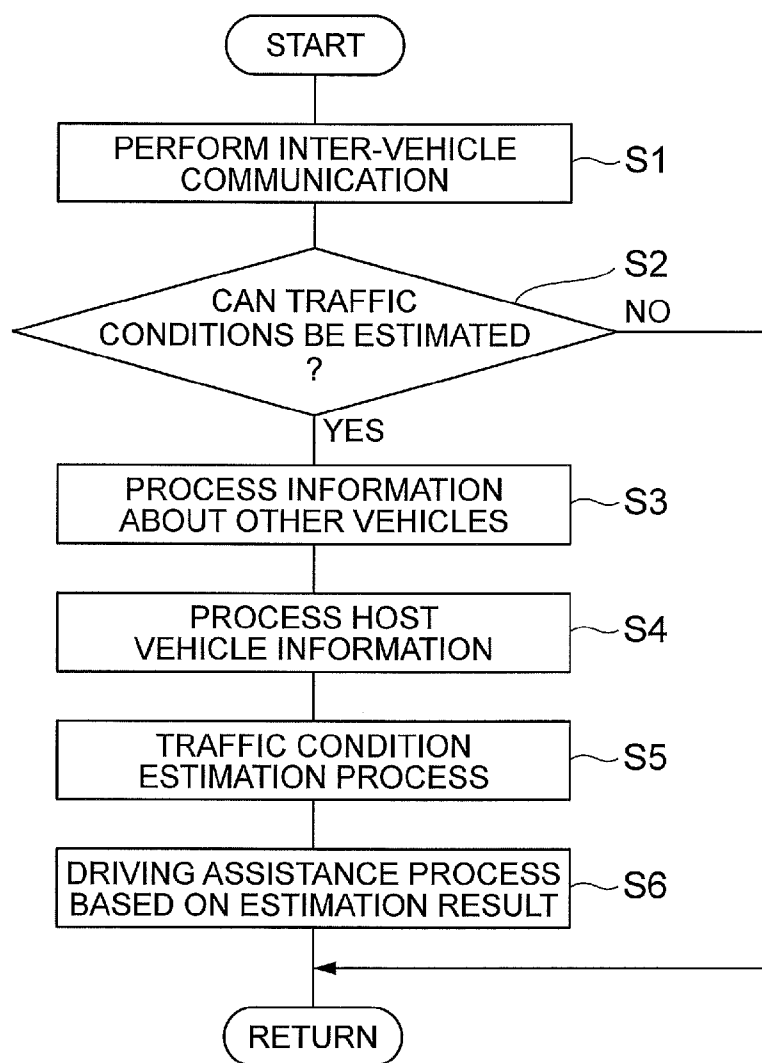 START
PERFORM INTER-VEHICLE
COMMUNICATION
S1
S2
CAN TRAFFIC
CONDITIONS BE ESTIMATED
?
NO
YES
PROCESS INFORMATION
ABOUT OTHER VEHICLES
S3
PROCESS HOST
VEHICLE INFORMATION
S4
TRAFFIC CONDITION
ESTIMATION PROCESS
S5
DRIVING ASSISTANCE PROCESS
BASED ON ESTIMATION RESULT
S6
RETURN